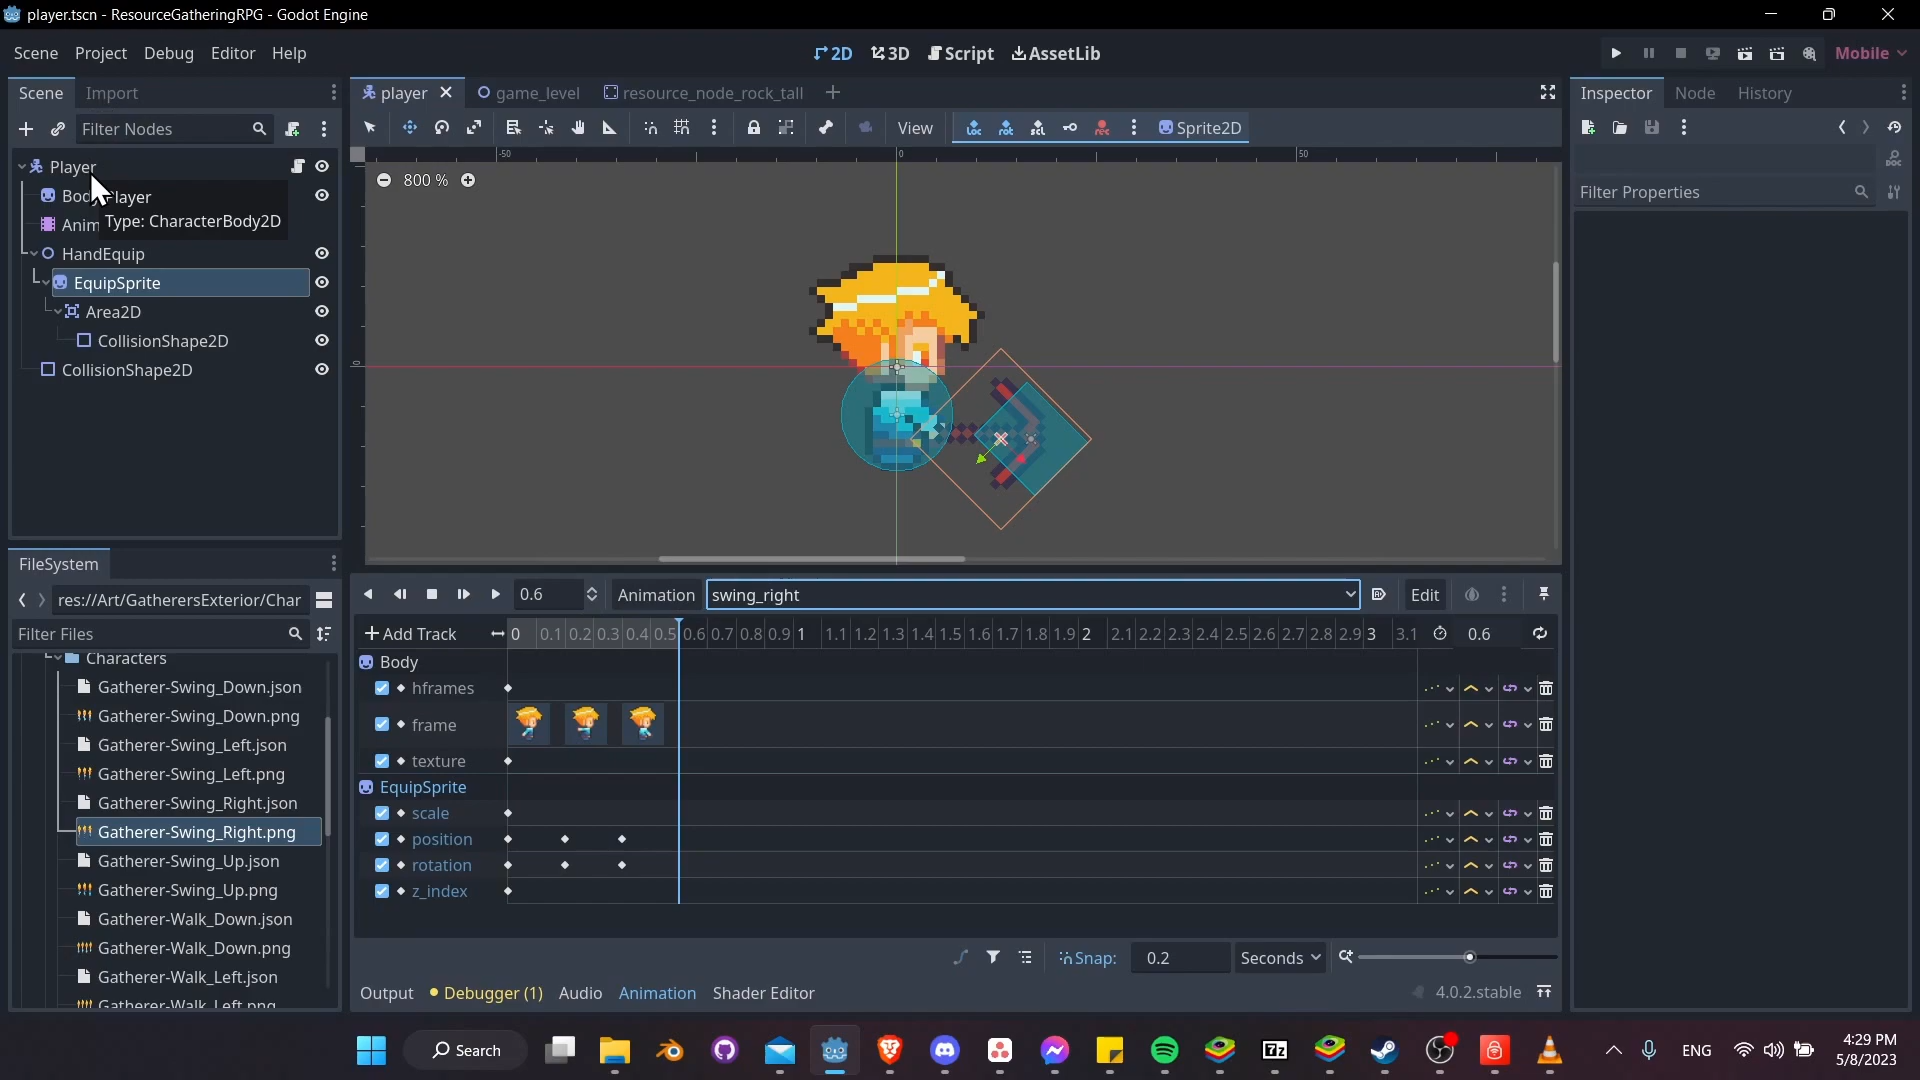 player.tscn - ResourceGatheringRPG - Godot Engine
Scene Project Debug Editor Help
2D 3D Script AssetLib
Mobile
Scene Import
Filter Nodes
Player
Player
Type: CharacterBody2D
HandEquip
EquipSprite
Area2D
CollisionShape2D
CollisionShape2D
FileSystem
res://Art/GatherersExterior/Char
Filter Files
Characters
Gatherer-Swing_Down.json
Gatherer-Swing_Down.png
Gatherer-Swing_Left.json
Gatherer-Swing_Left.png
Gatherer-Swing_Right.json
Gatherer-Swing_Right.png
Gatherer-Swing_Up.json
Gatherer-Swing_Up.png
Gatherer-Walk_Down.json
Gatherer-Walk_Down.png
Gatherer-Walk_Left.json
Gatherer-Walk_Left.png
player game_level resource_node_rock_tall
View Sprite2D
-50 0 50
0
800 %
0.6 Animation swing_right Edit
Add Track 0 0.1 0.2 0.3 0.4 0.5 0.6 0.7 0.8 0.9 1 1.1 1.2 1.3 1.4 1.5 1.6 1.7 1.8 1.9 2 2.1 2.2 2.3 2.4 2.5 2.6 2.7 2.8 2.9 3 3.1 0.6
Body
hframes
frame
texture
EquipSprite
scale
position
rotation
z_index
Snap: 0.2 Seconds
Output Debugger (1) Audio Animation Shader Editor 4.0.2.stable
Inspector Node History
Filter Properties
Search
ENG
4:29 PM
5/8/2023